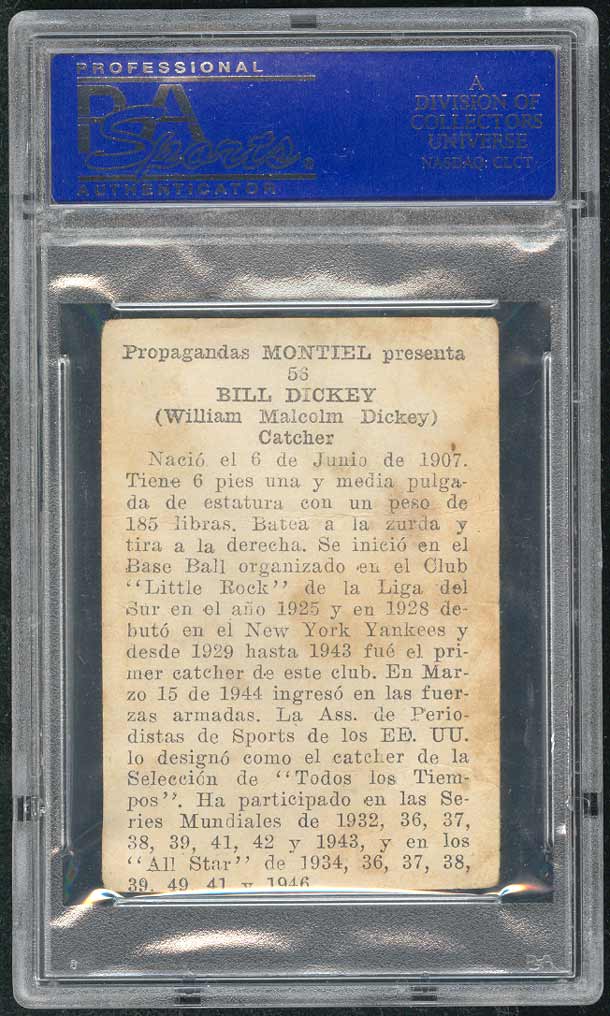 PROFESSIONAL
PSA
Sports®
AUTHENTICATOR
A
DIVISION OF
COLLECTORS
UNIVERSE
NASDAQ: CLCT
Propagandas MONTIEL presenta
56
BILL DICKEY
(William Malcolm Dickey)
Catcher
Nació el 6 de Junio de 1907.
Tiene 6 pies una y media pulga-
da de estatura con un peso de
185 libras. Batea a la zurda y
tira a la derecha. Se inició en el
Base Ball organizado en el Club
"Little Rock" de la Liga del
Sur en el año 1925 y en 1928 de-
butó en el New York Yankees y
desde 1929 hasta 1943 fué el pri-
mer catcher de este club. En Mar-
zo 15 de 1944 ingresó en las fuer-
zas armadas. La Ass. de Perio-
distas de Sports de los EE. UU.
lo designó como el catcher de la
Selección de "Todos los Tiem-
pos". Ha participado en las Se-
ries Mundiales de 1932, 36, 37,
38, 39, 41, 42 y 1943, y en los
"All Star" de 1934, 36, 37, 38,
39, 49, 41 y 1946
PSA